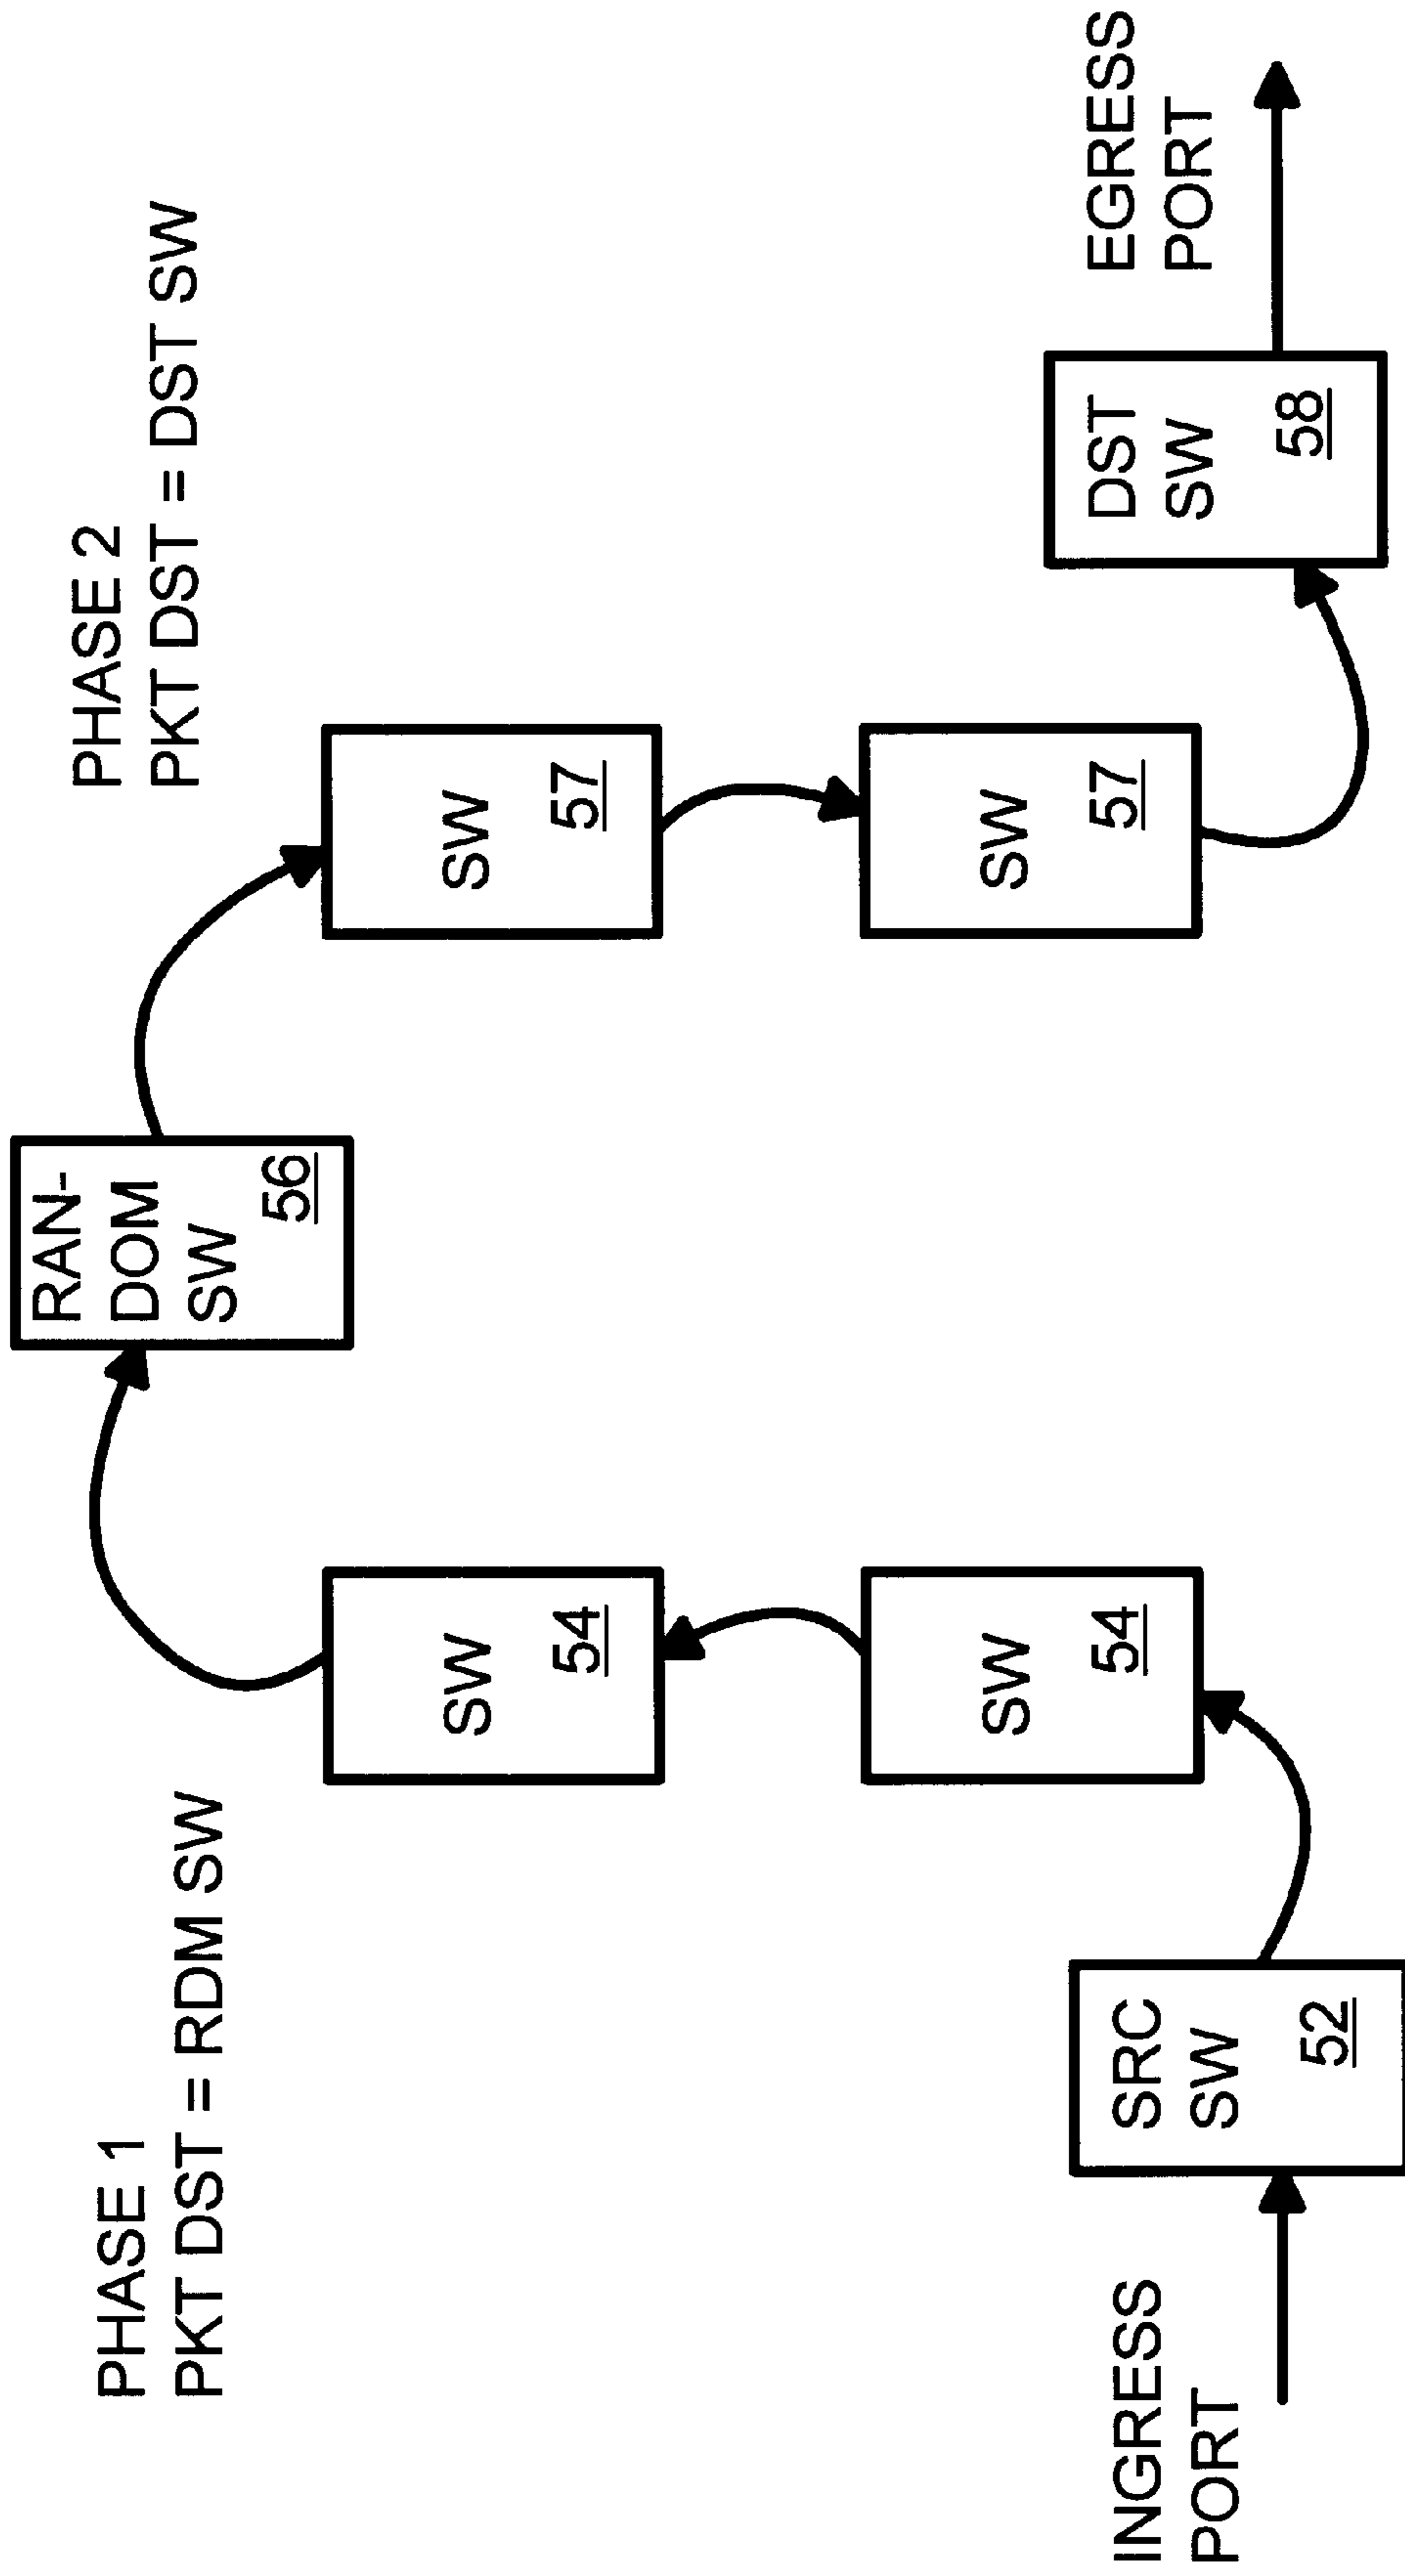 PHASE 1
PKT DST = RDM SW
PHASE 2
PKT DST = DST SW
RAN-
DOM
SW
56
SW
54
SW
57
SW
54
SW
57
INGRESS
PORT
SRC
SW
52
DST
SW
58
EGRESS
PORT